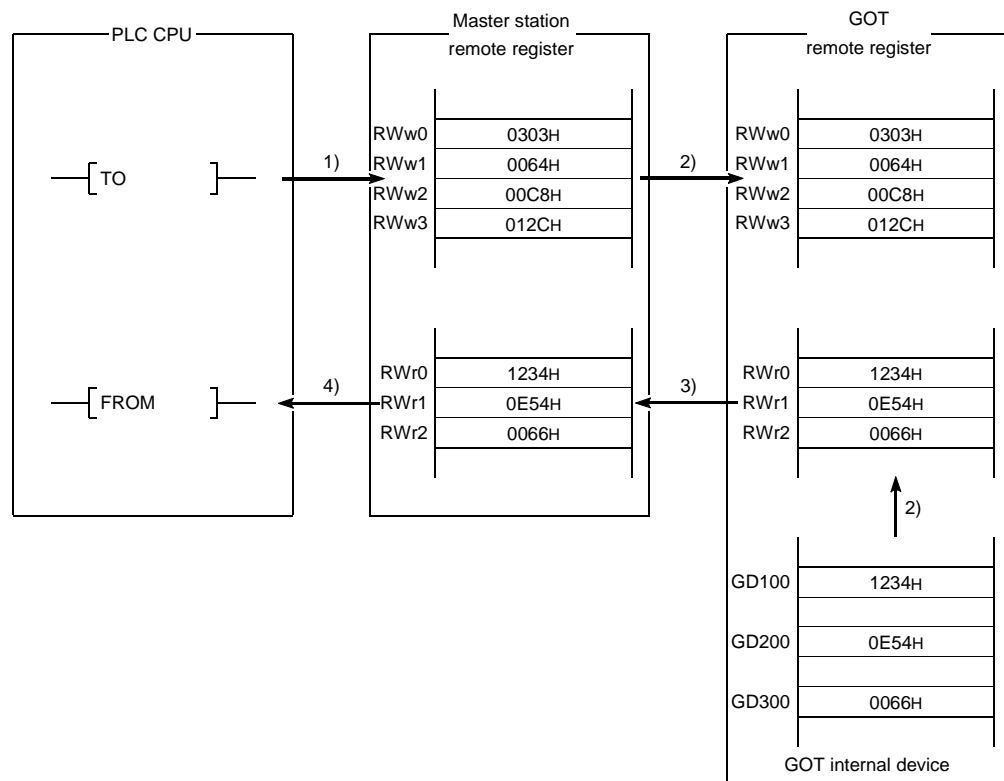 PLC CPU
TO
1)
FROM
4)
Master station
remote register
RWw0 0303H
RWw1 0064H
RWw2 00C8H
RWw3 012CH
2)
RWr0 1234H
RWr1 0E54H
RWr2 0066H
3)
GOT
remote register
RWw0 0303H
RWw1 0064H
RWw2 00C8H
RWw3 012CH
RWr0 1234H
RWr1 0E54H
RWr2 0066H
2)
GD100 1234H
GD200 0E54H
GD300 0066H
GOT internal device